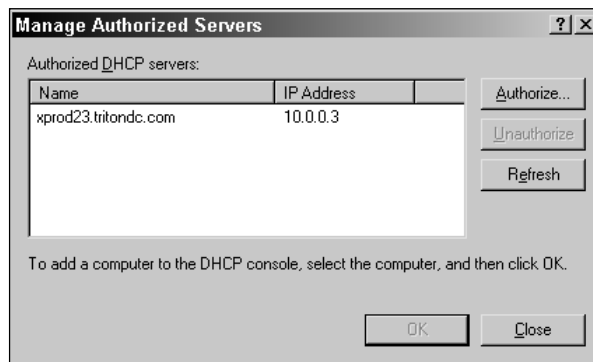 Manage Authorized Servers
Authorized DHCP servers:
Name IP Address
xprod23.tritondc.com 10.0.0.3
Authorize...
Unauthorize
Refresh
To add a computer to the DHCP console, select the computer, and then click OK.
OK Close